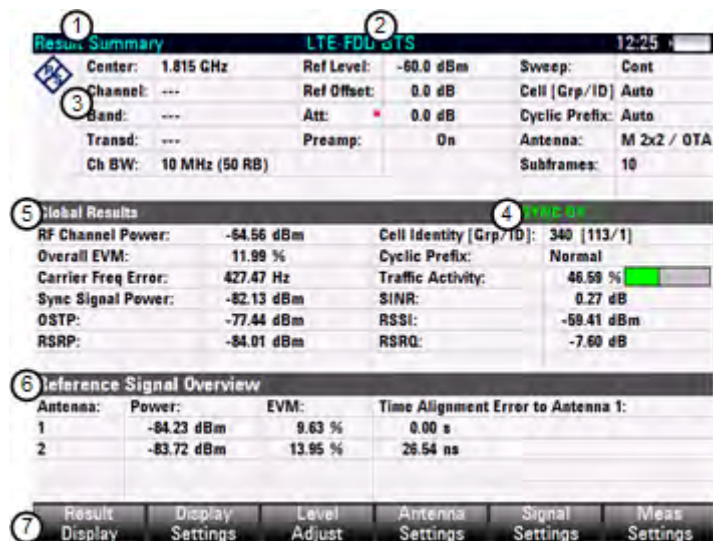 1 2
Result Summary LTE-FDD BTS 12:25
Center: 1.815 GHz Ref Level: -60.0 dBm Sweep: Cont
Channel: --- Ref Offset: 0.0 dB Cell [Grp/ID] Auto
3
Band: --- Att: 0.0 dB Cyclic Prefix: Auto
Transd: --- Preamp: On Antenna: M 2x2 / OTA
Ch BW: 10 MHz (50 RB) Subframes: 10
5 Global Results 4 SYNC OK
RF Channel Power: -64.56 dBm Cell Identity [Grp/ID]: 340 [113/1]
Overall EVM: 11.99 % Cyclic Prefix: Normal
Carrier Freq Error: 427.47 Hz Traffic Activity: 46.59 %
Sync Signal Power: -82.13 dBm SINR: 0.27 dB
OSTP: -77.44 dBm RSSI: -59.41 dBm
RSRP: -84.01 dBm RSRQ: -7.60 dB
6 Reference Signal Overview
Antenna: Power: EVM: Time Alignment Error to Antenna 1:
1 -84.23 dBm 9.63 % 0.00 s
2 -83.72 dBm 13.95 % 26.54 ns
Result Display Level Antenna Signal Meas
7 Display Settings Adjust Settings Settings Settings